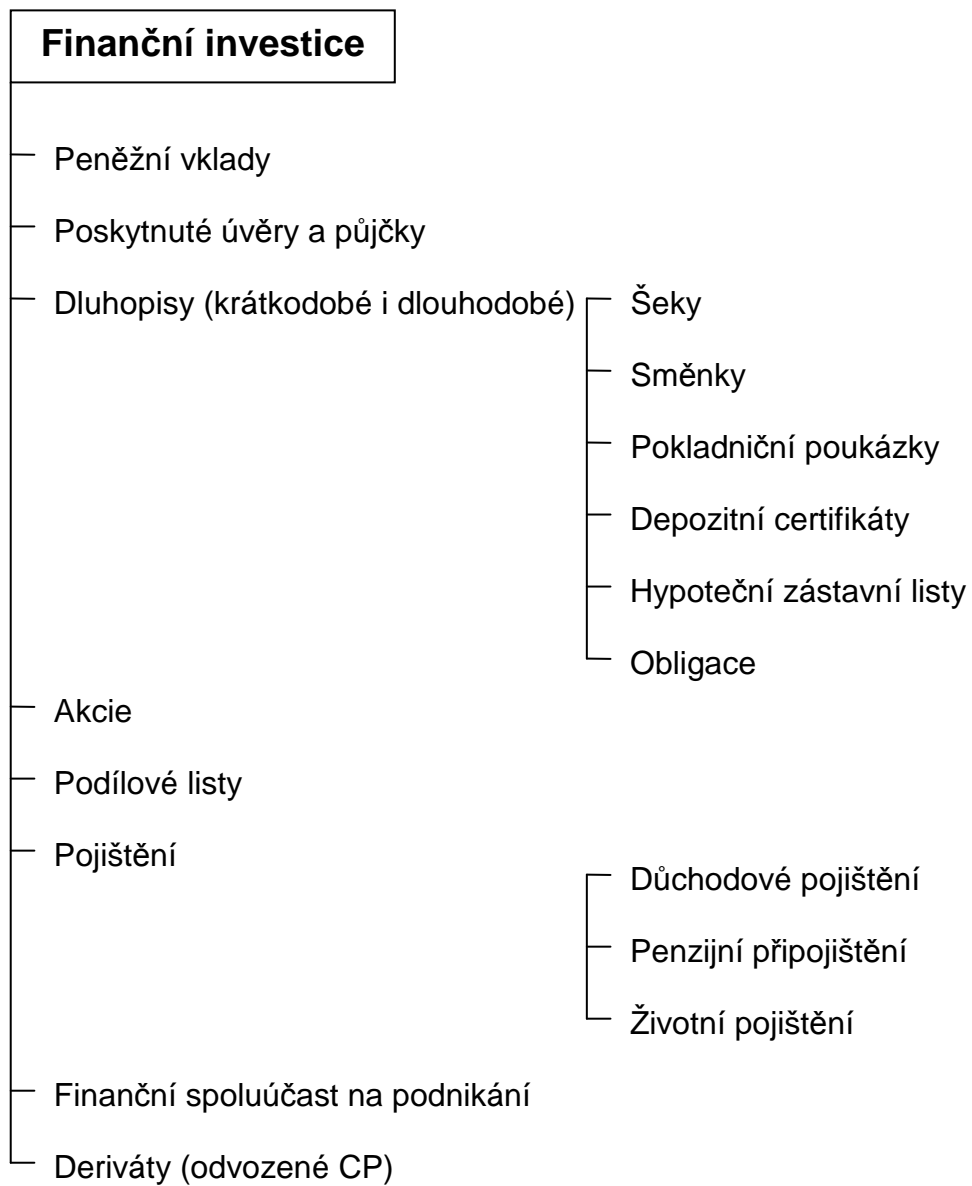 Finanční investice
Peněžní vklady
Poskytnuté úvěry a půjčky
Dluhopisy (krátkodobé i dlouhodobé)
Šeky
Směnky
Pokladniční poukázky
Depozitní certifikáty
Hypoteční zástavní listy
Obligace
Akcie
Podílové listy
Pojištění
Důchodové pojištění
Penzijní připojištění
Životní pojištění
Finanční spoluúčast na podnikání
Deriváty (odvozené CP)